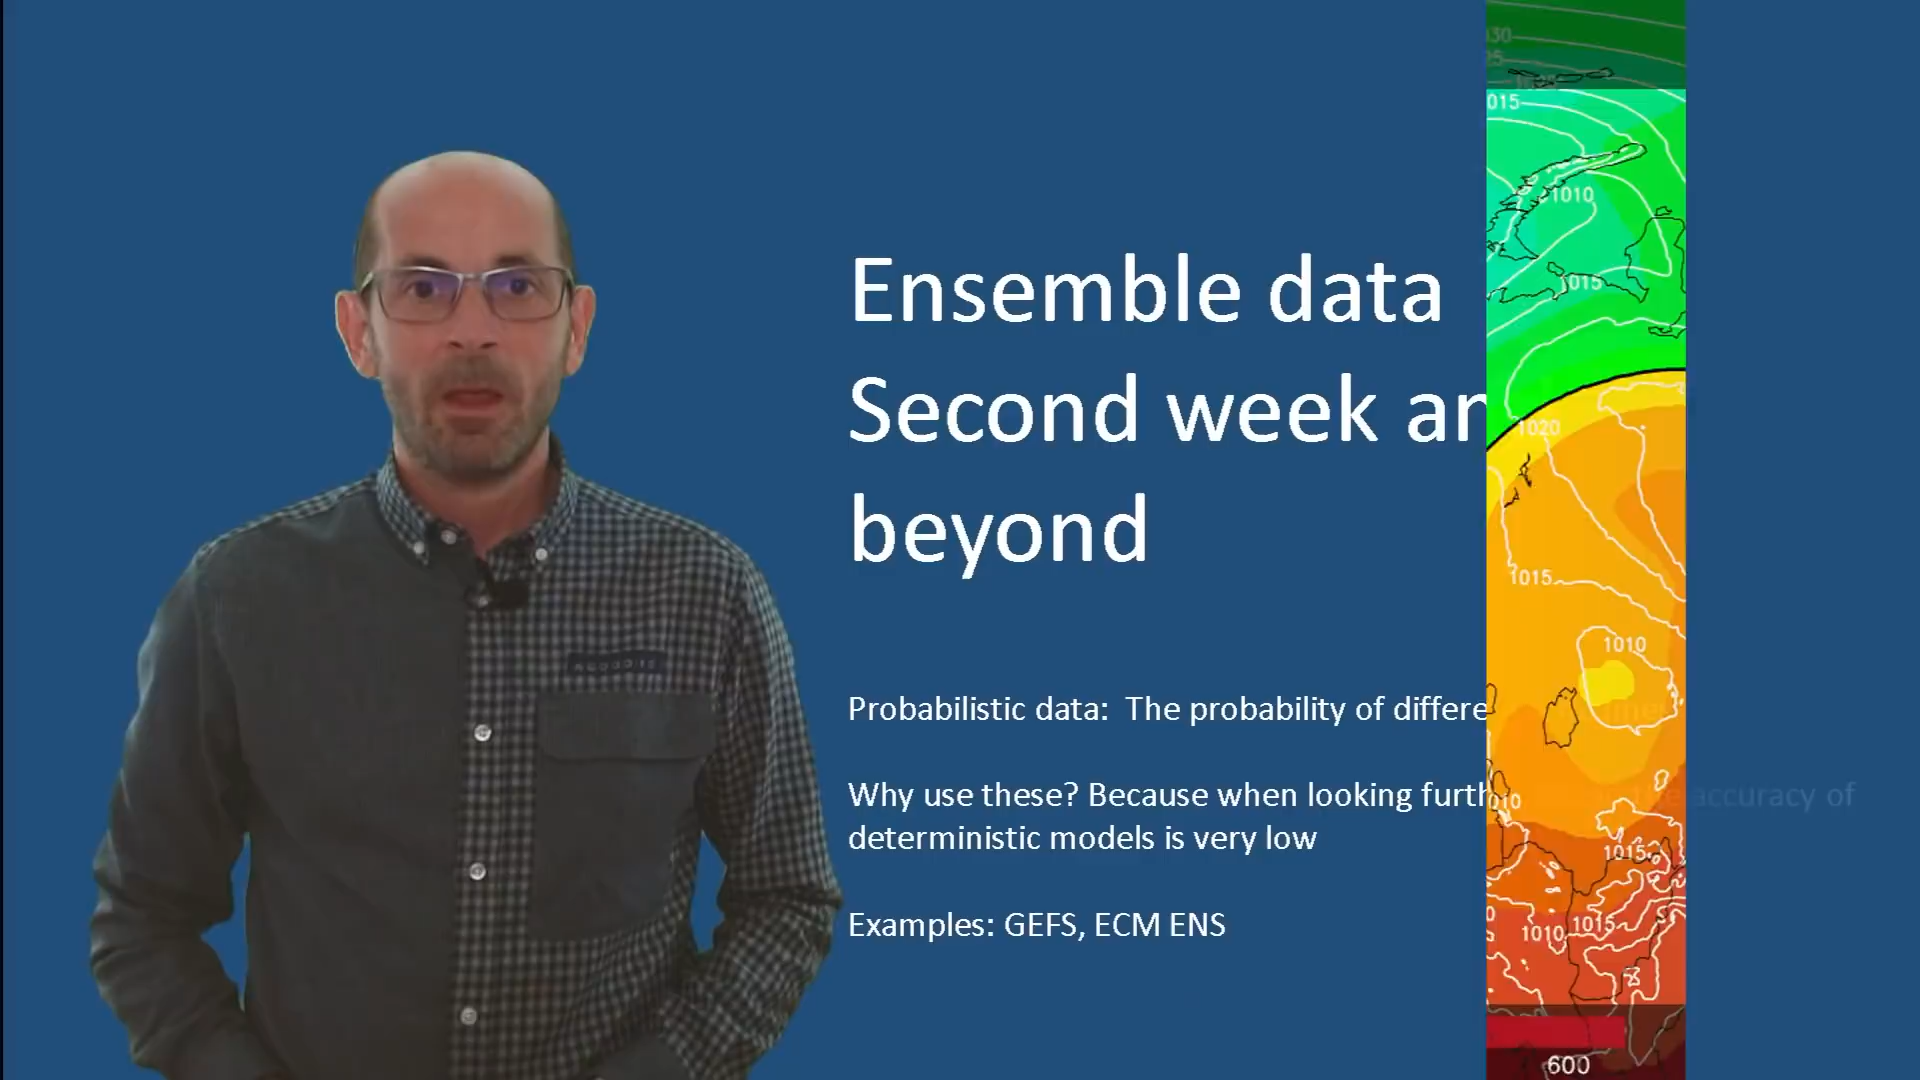 Ensemble data
Second week an
beyond
Probabilistic data: The probability of differe
Why use these? Because when looking furth accuracy of
deterministic models is very low
Examples: GEFS, ECM ENS
1015
1010
1015
1020
1015
1010
1015
1010
1015
600